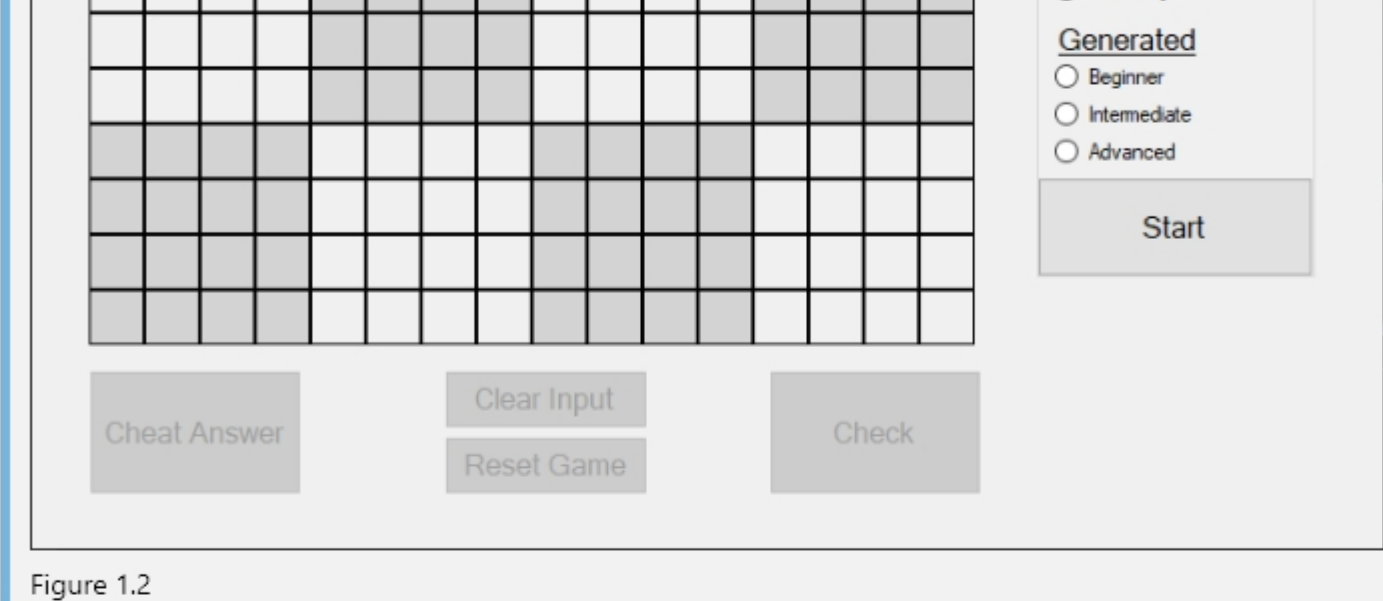 Generated
Beginner
Intermediate
Advanced
Start
Cheat Answer
Clear Input
Reset Game
Check
Figure 1.2